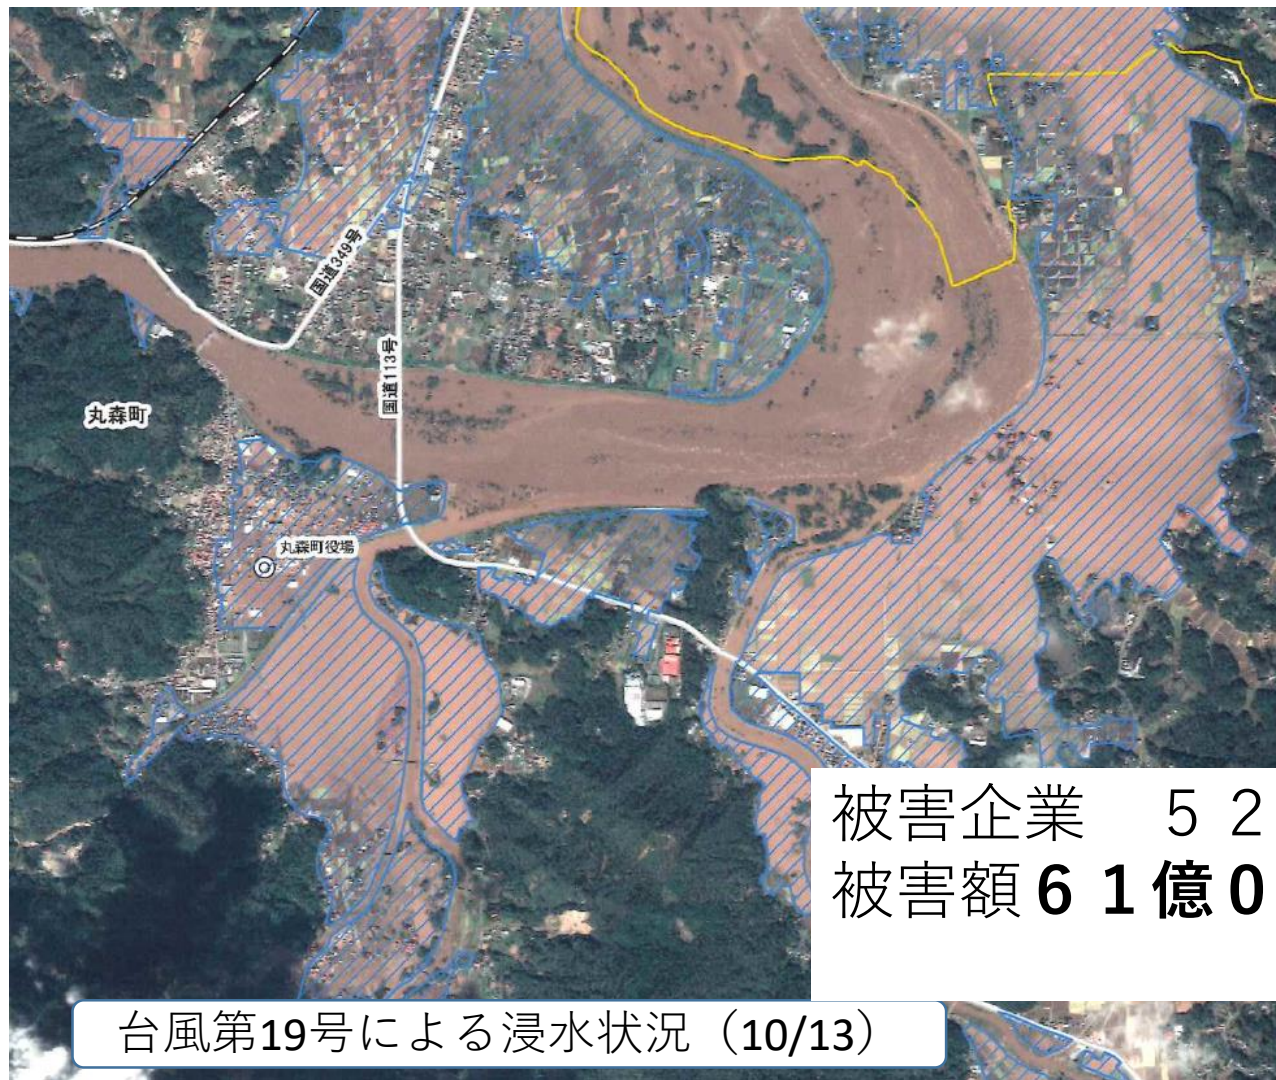 国道349号
国道113号
丸森町
丸森町役場
被害企業　５２
被害額６１億０
台風第19号による浸水状況（10/13）